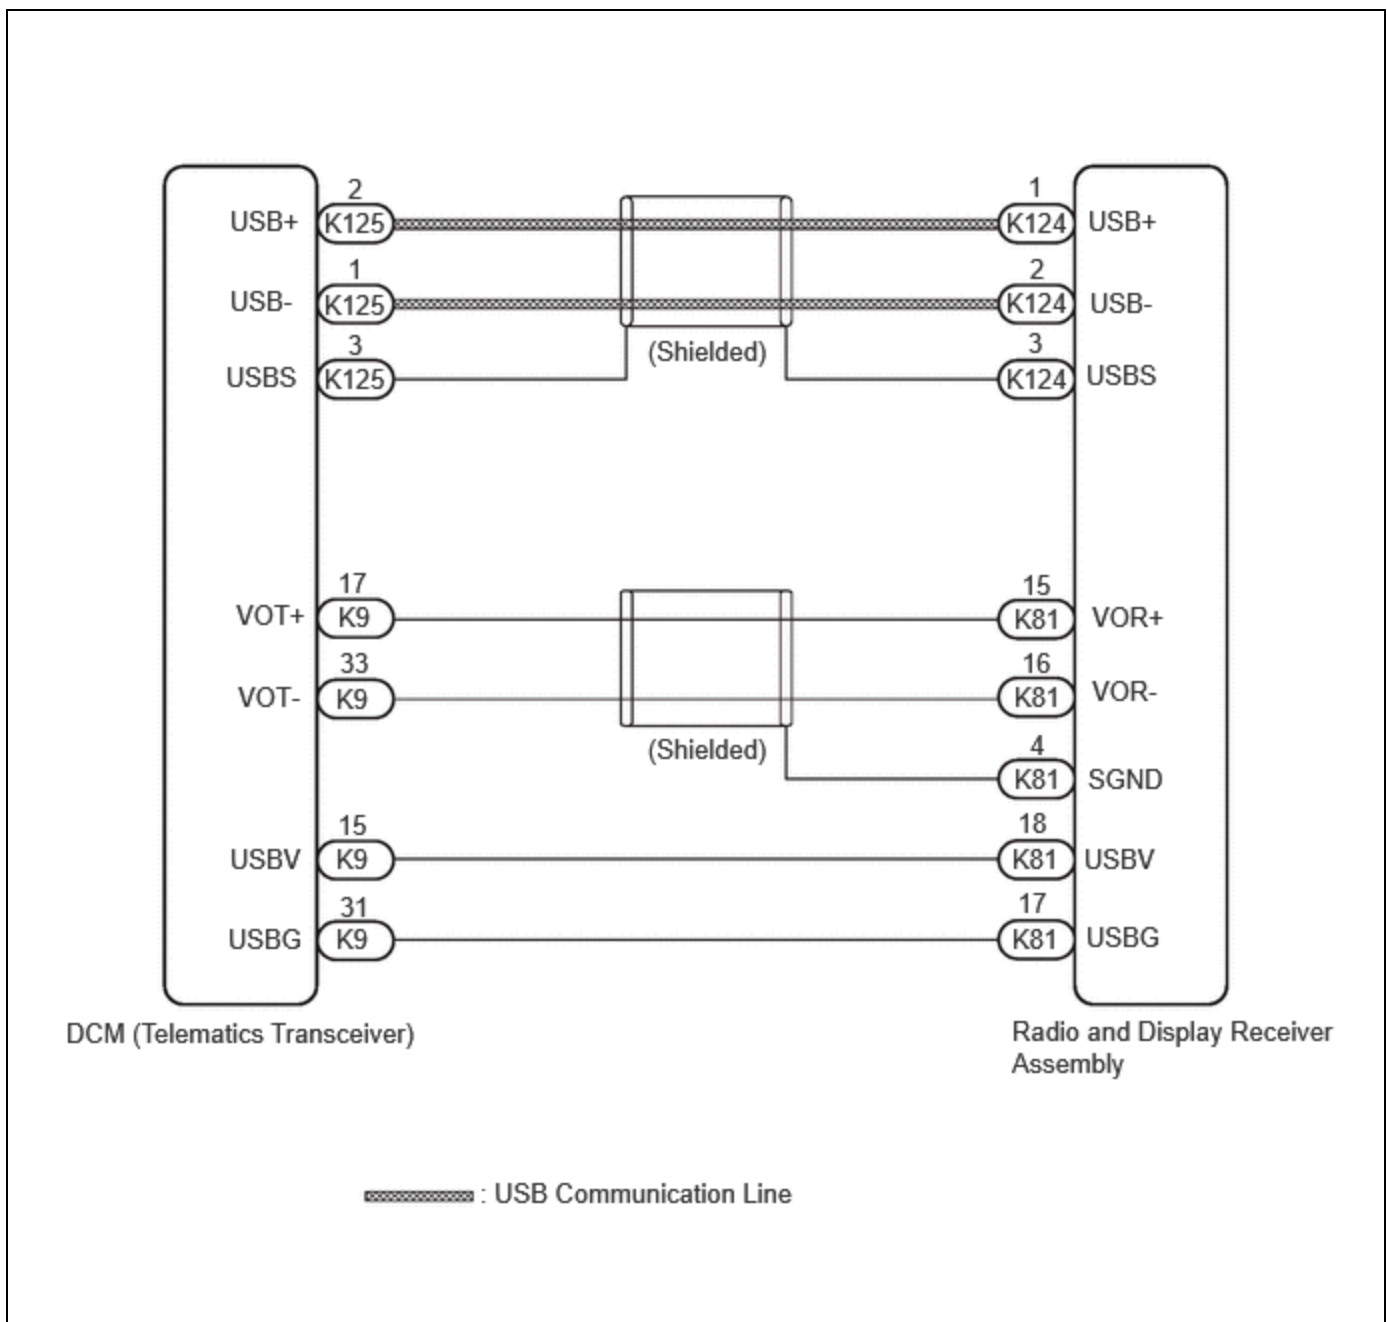 2 1
USB+ K125 K124 USB+
1 2
USB- K125 K124 USB-
(Shielded)
3 3
USBS K125 K124 USBS
17 15
VOT+ K9 K81 VOR+
33 16
VOT- K9 K81 VOR-
(Shielded)
4
K81 SGND
15 18
USBV K9 K81 USBV
31 17
USBG K9 K81 USBG
DCM (Telematics Transceiver)
Radio and Display Receiver
Assembly
: USB Communication Line